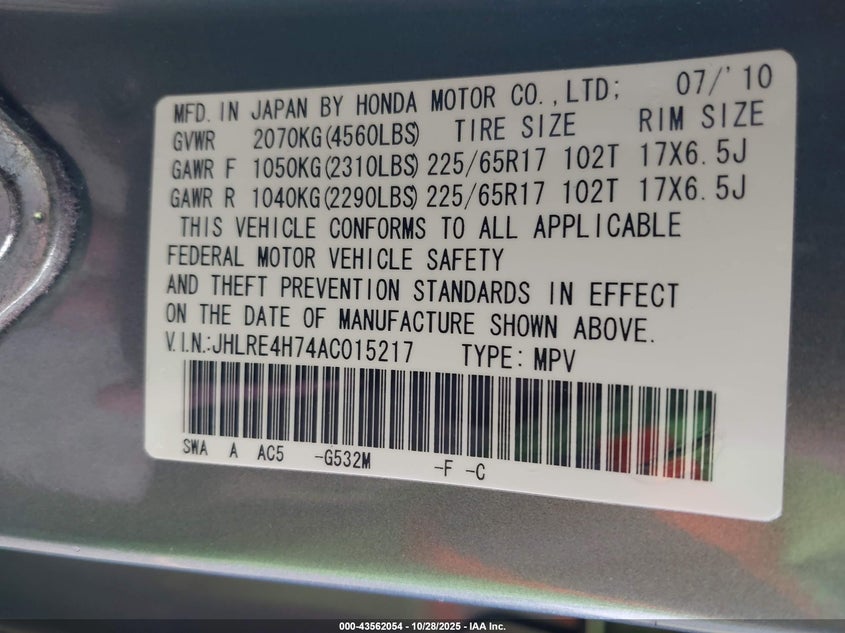 MFD. IN JAPAN BY HONDA MOTOR CO., LTD; 07/'10
GVWR 2070KG(4560LBS) TIRE SIZE RIM SIZE
GAWR F 1050KG(2310LBS) 225/65R17 102T 17X6.5J
GAWR R 1040KG(2290LBS) 225/65R17 102T 17X6.5J
THIS VEHICLE CONFORMS TO ALL APPLICABLE
FEDERAL MOTOR VEHICLE SAFETY
AND THEFT PREVENTION STANDARDS IN EFFECT
ON THE DATE OF MANUFACTURE SHOWN ABOVE.
V.I.N.:JHLRE4H74AC015217 TYPE: MPV
SWA A AC5 -G532M -F -C
000-43562054 - 10/28/2025 - IAA Inc.